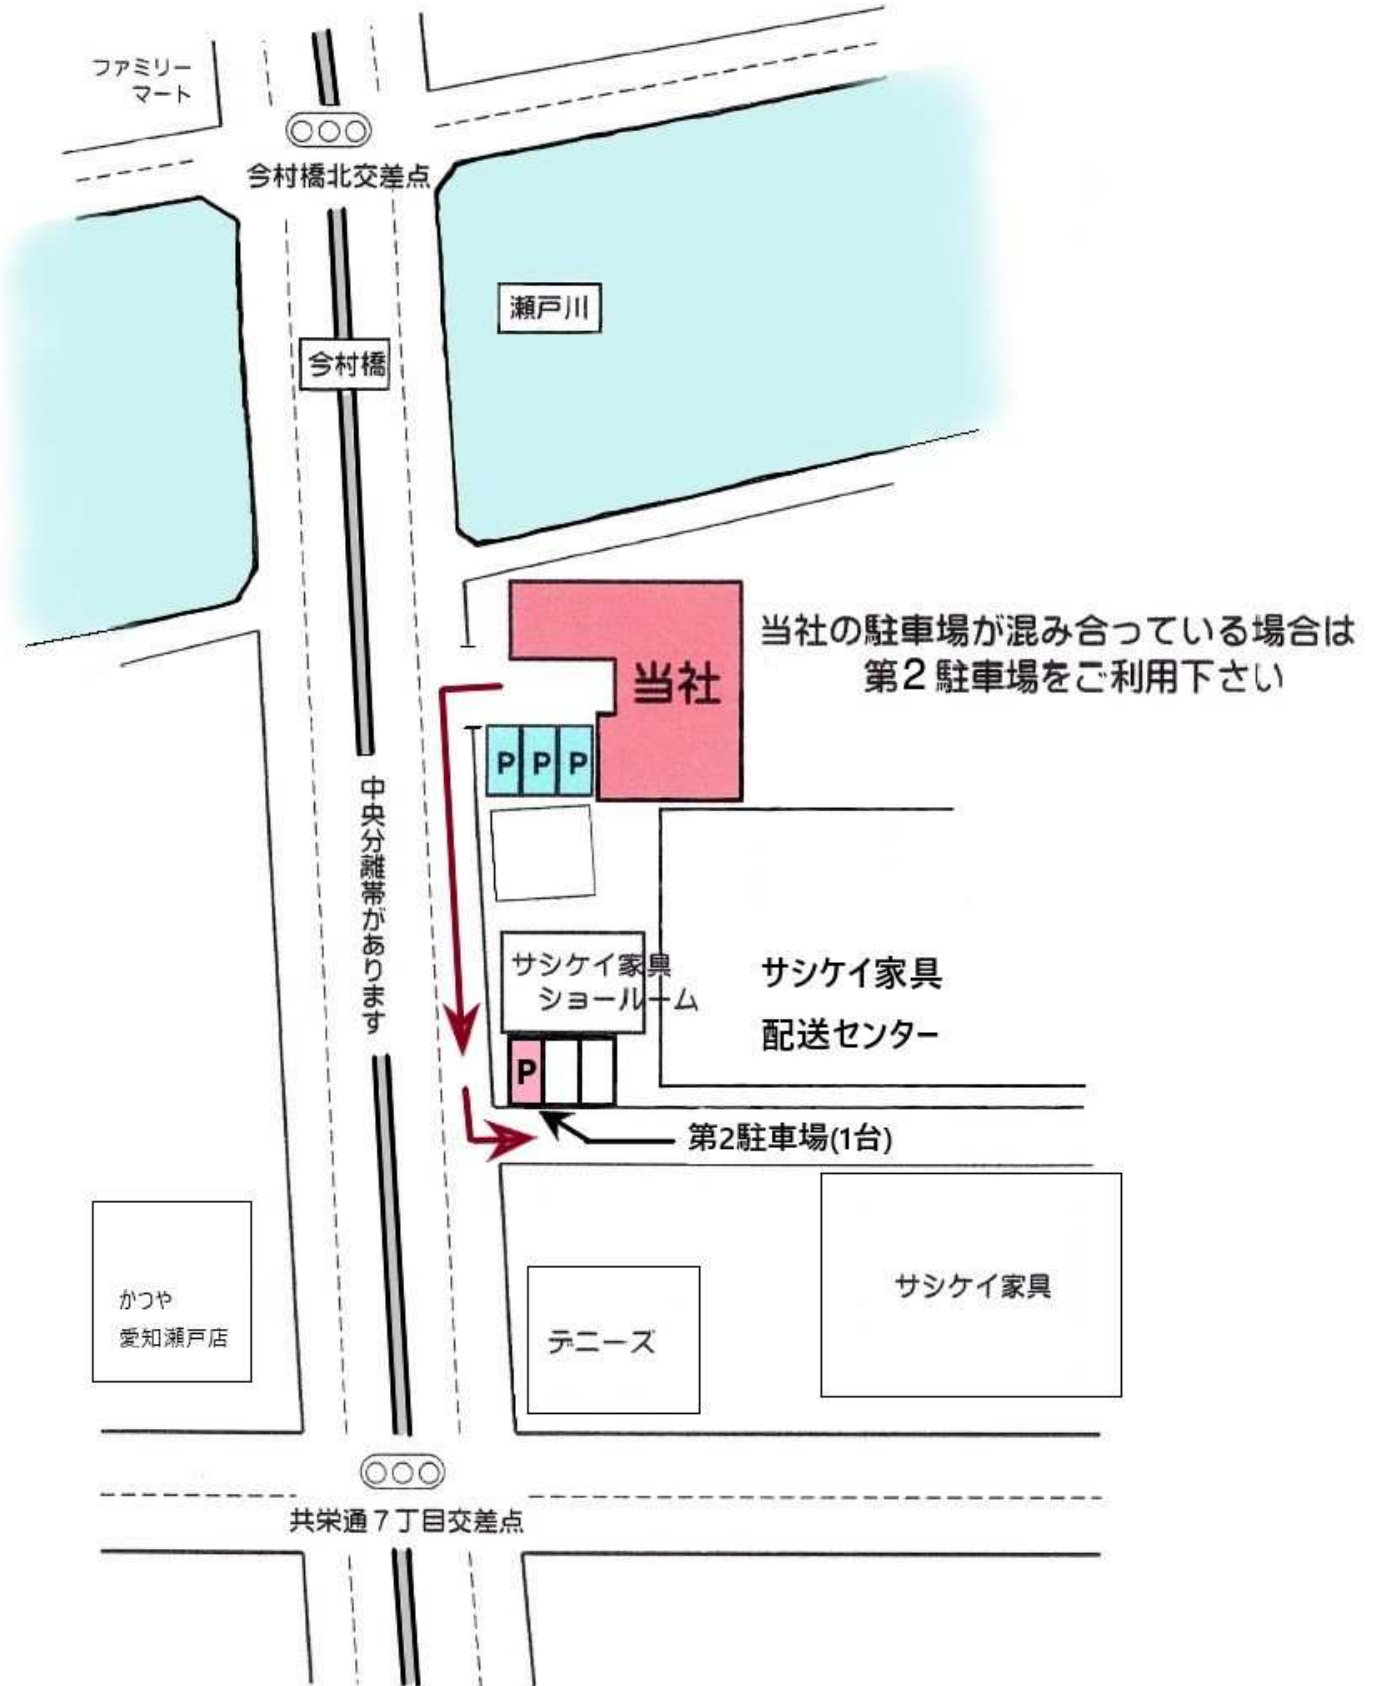 ファミリー
マート
今村橋北交差点
瀬戸川
今村橋
当社の駐車場が混み合っている場合は
第2駐車場をご利用下さい
当社
P P P
中央分離帯があります
サシケイ家具
ショールーム
サシケイ家具
配送センター
P
第2駐車場(1台)
かつや
愛知瀬戸店
デニーズ
サシケイ家具
共栄通7丁目交差点